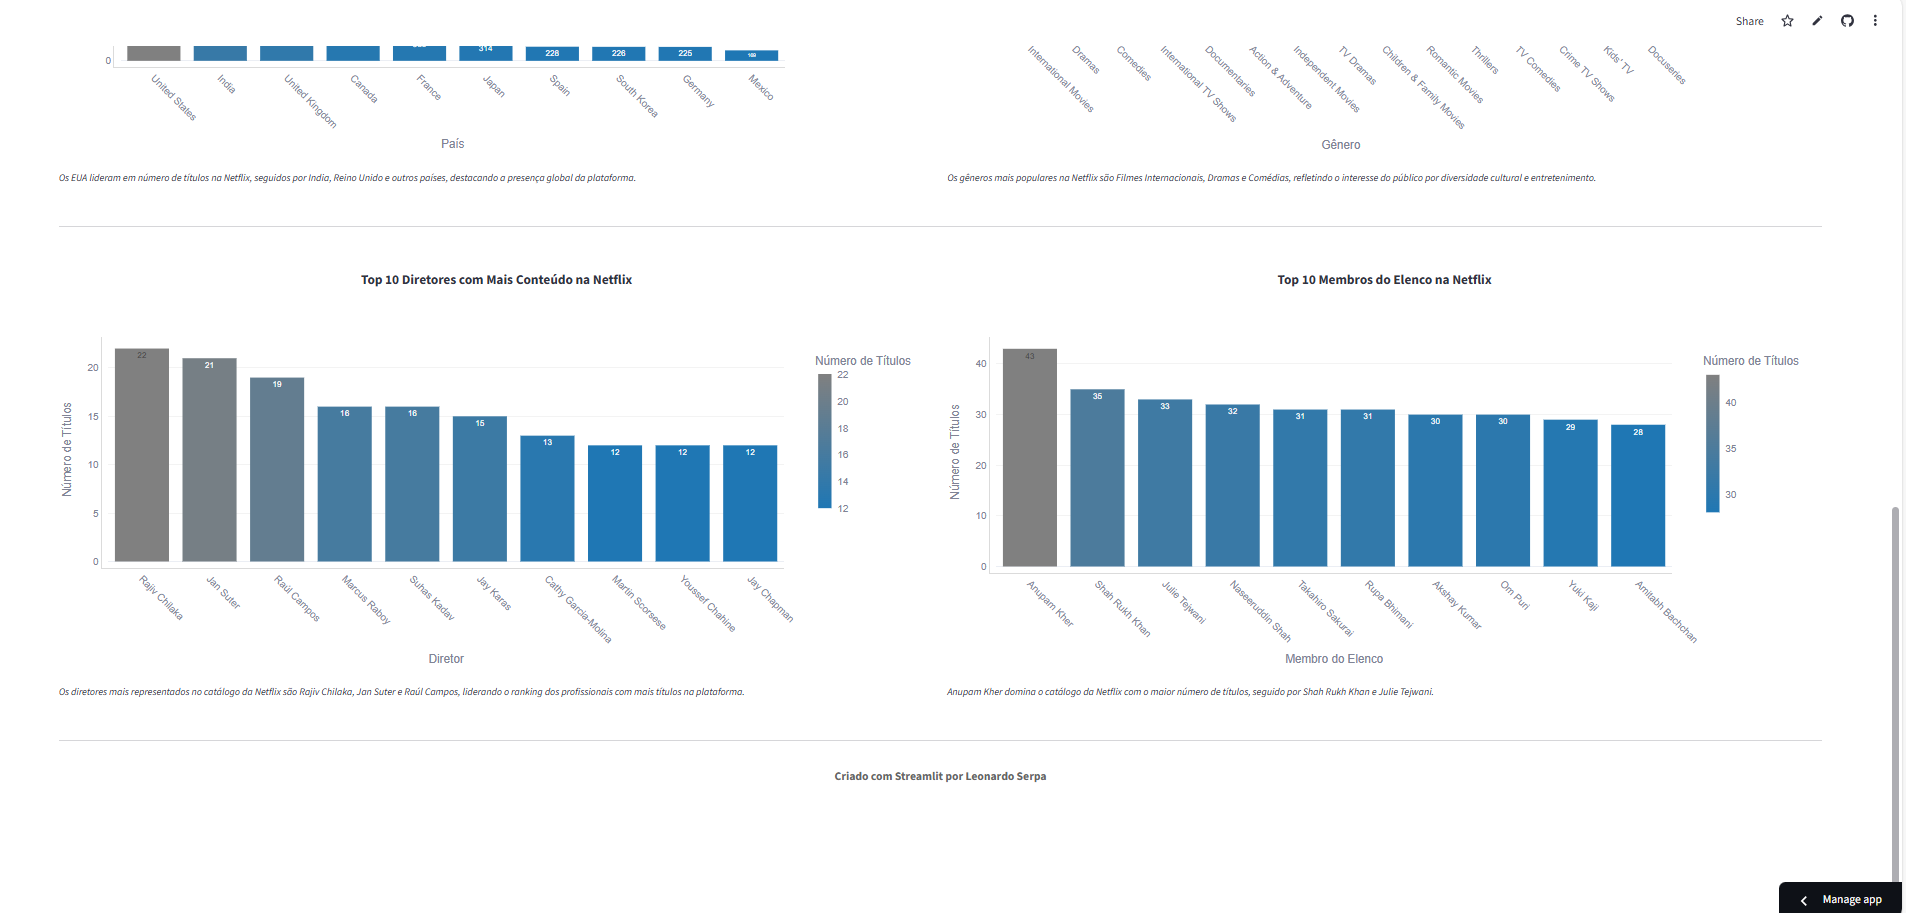 Share
314
228
226
225
169
0
United States
India
United Kingdom
Canada
France
Japan
Spain
South Korea
Germany
Mexico
País
International Movies
Dramas
Comedies
International TV Shows
Documentaries
Action & Adventure
Independent Movies
TV Dramas
Children & Family Movies
Romantic Movies
Thrillers
TV Comedies
Crime TV Shows
Kids' TV
Docuseries
Gênero
Os EUA lideram em número de títulos na Netflix, seguidos por Índia, Reino Unido e outros países, destacando a presença global da plataforma.
Os gêneros mais populares na Netflix são Filmes Internacionais, Dramas e Comédias, refletindo o interesse do público por diversidade cultural e entretenimento.
Top 10 Diretores com Mais Conteúdo na Netflix
Número de Títulos
20
15
10
5
0
22
21
19
16
16
15
13
12
12
12
Rajiv Chilaka
Jan Suter
Raúl Campos
Marcus Raboy
Suhas Kadav
Jay Karas
Cathy Garcia-Molina
Martin Scorsese
Youssef Chahine
Jay Chapman
Diretor
Número de Títulos
22
20
18
16
14
12
Os diretores mais representados no catálogo da Netflix são Rajiv Chilaka, Jan Suter e Raúl Campos, liderando o ranking dos profissionais com mais títulos na plataforma.
Top 10 Membros do Elenco na Netflix
Número de Títulos
40
30
20
10
0
43
35
33
32
31
31
30
30
29
28
Anupam Kher
Shah Rukh Khan
Julie Tejwani
Naseeruddin Shah
Takahiro Sakurai
Rupa Bhimani
Akshay Kumar
Om Puri
Yuki Kaji
Amitabh Bachchan
Membro do Elenco
Número de Títulos
40
35
30
Anupam Kher domina o catálogo da Netflix com o maior número de títulos, seguido por Shah Rukh Khan e Julie Tejwani.
Criado com Streamlit por Leonardo Serpa
Manage app